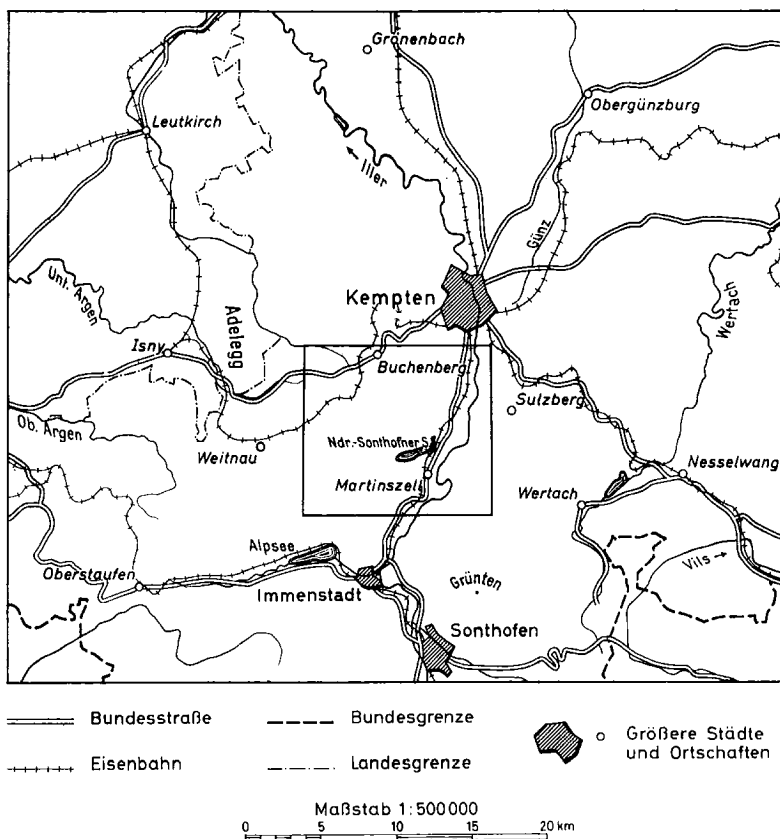 Grönenbach
Leutkirch
Obergünzburg
Iller
Günz
Unt. Argen
Adelegg
Kempten
Wertach
Isny
Buchenberg
Ob. Argen
Weitnau
Sulzberg
Ndr.-Sonthofner S.
Martinszell
Nesselwang
Wertach
Alpsee
Oberstaufen
Immenstadt
Grünten
Vils
Sonthofen
Bundesstraße
Bundesgrenze
Größere Städte
und Ortschaften
Eisenbahn
Landesgrenze
Maßstab 1:500000
0 5 10 15 20 km